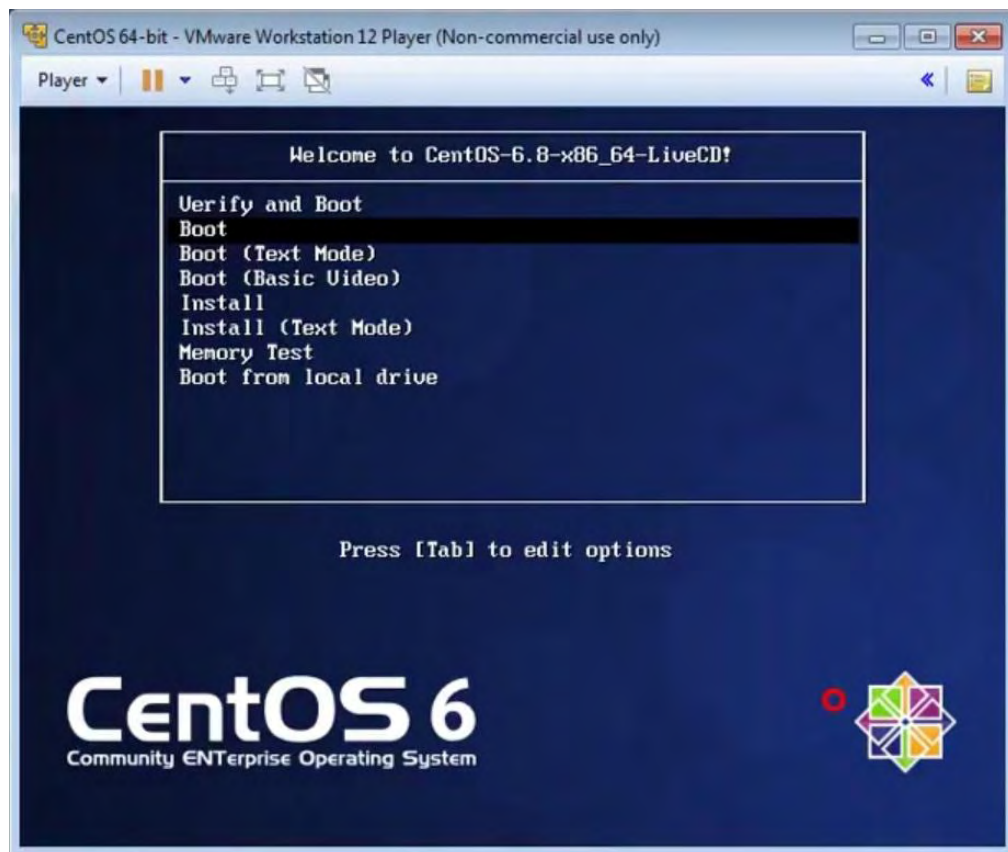 CentOS 64-bit - VMware Workstation 12 Player (Non-commercial use only)
Player
Welcome to CentOS-6.8-x86_64-LiveCD!
Verify and Boot
Boot
Boot (Text Mode)
Boot (Basic Video)
Install
Install (Text Mode)
Memory Test
Boot from local drive
Press [Tab] to edit options
CentOS 6
Community ENTerprise Operating System